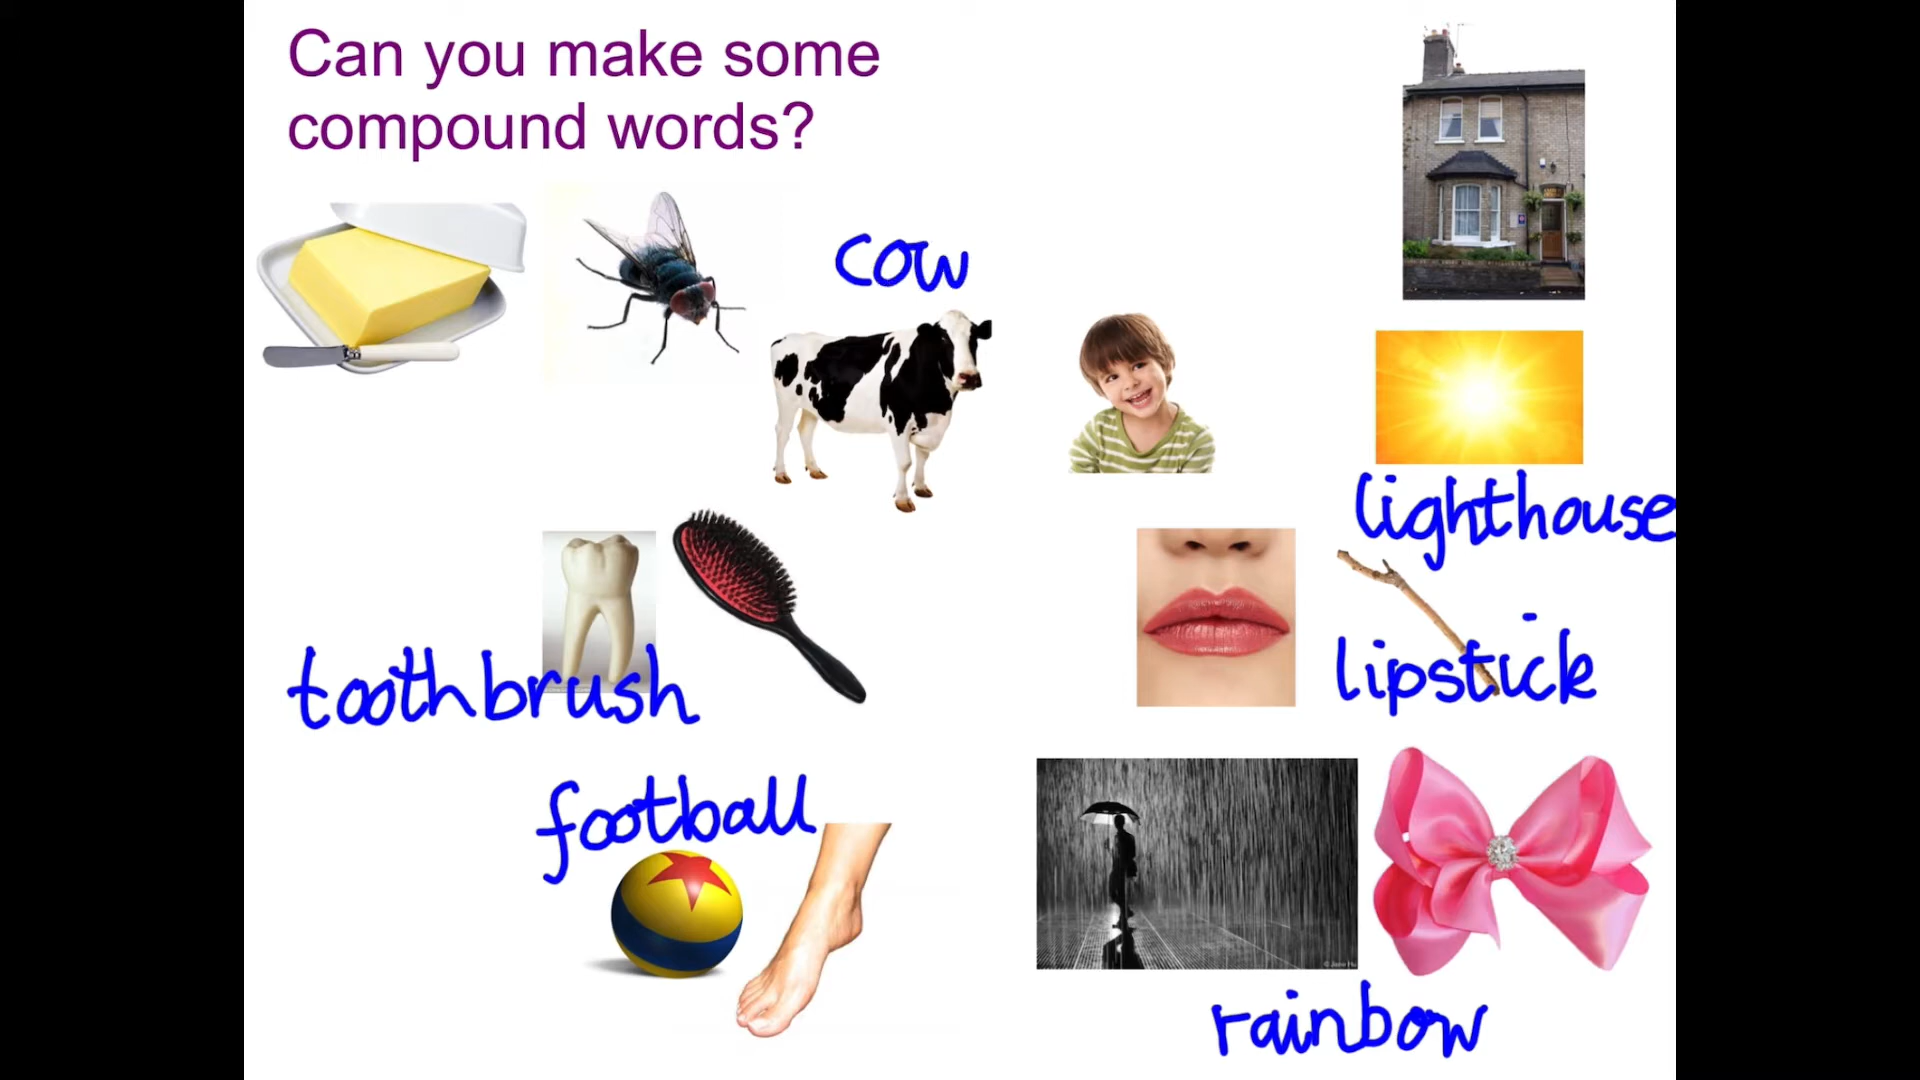 Can you make some
compound words?
cow
lighthouse
toothbrush
lipstick
football
rainbow